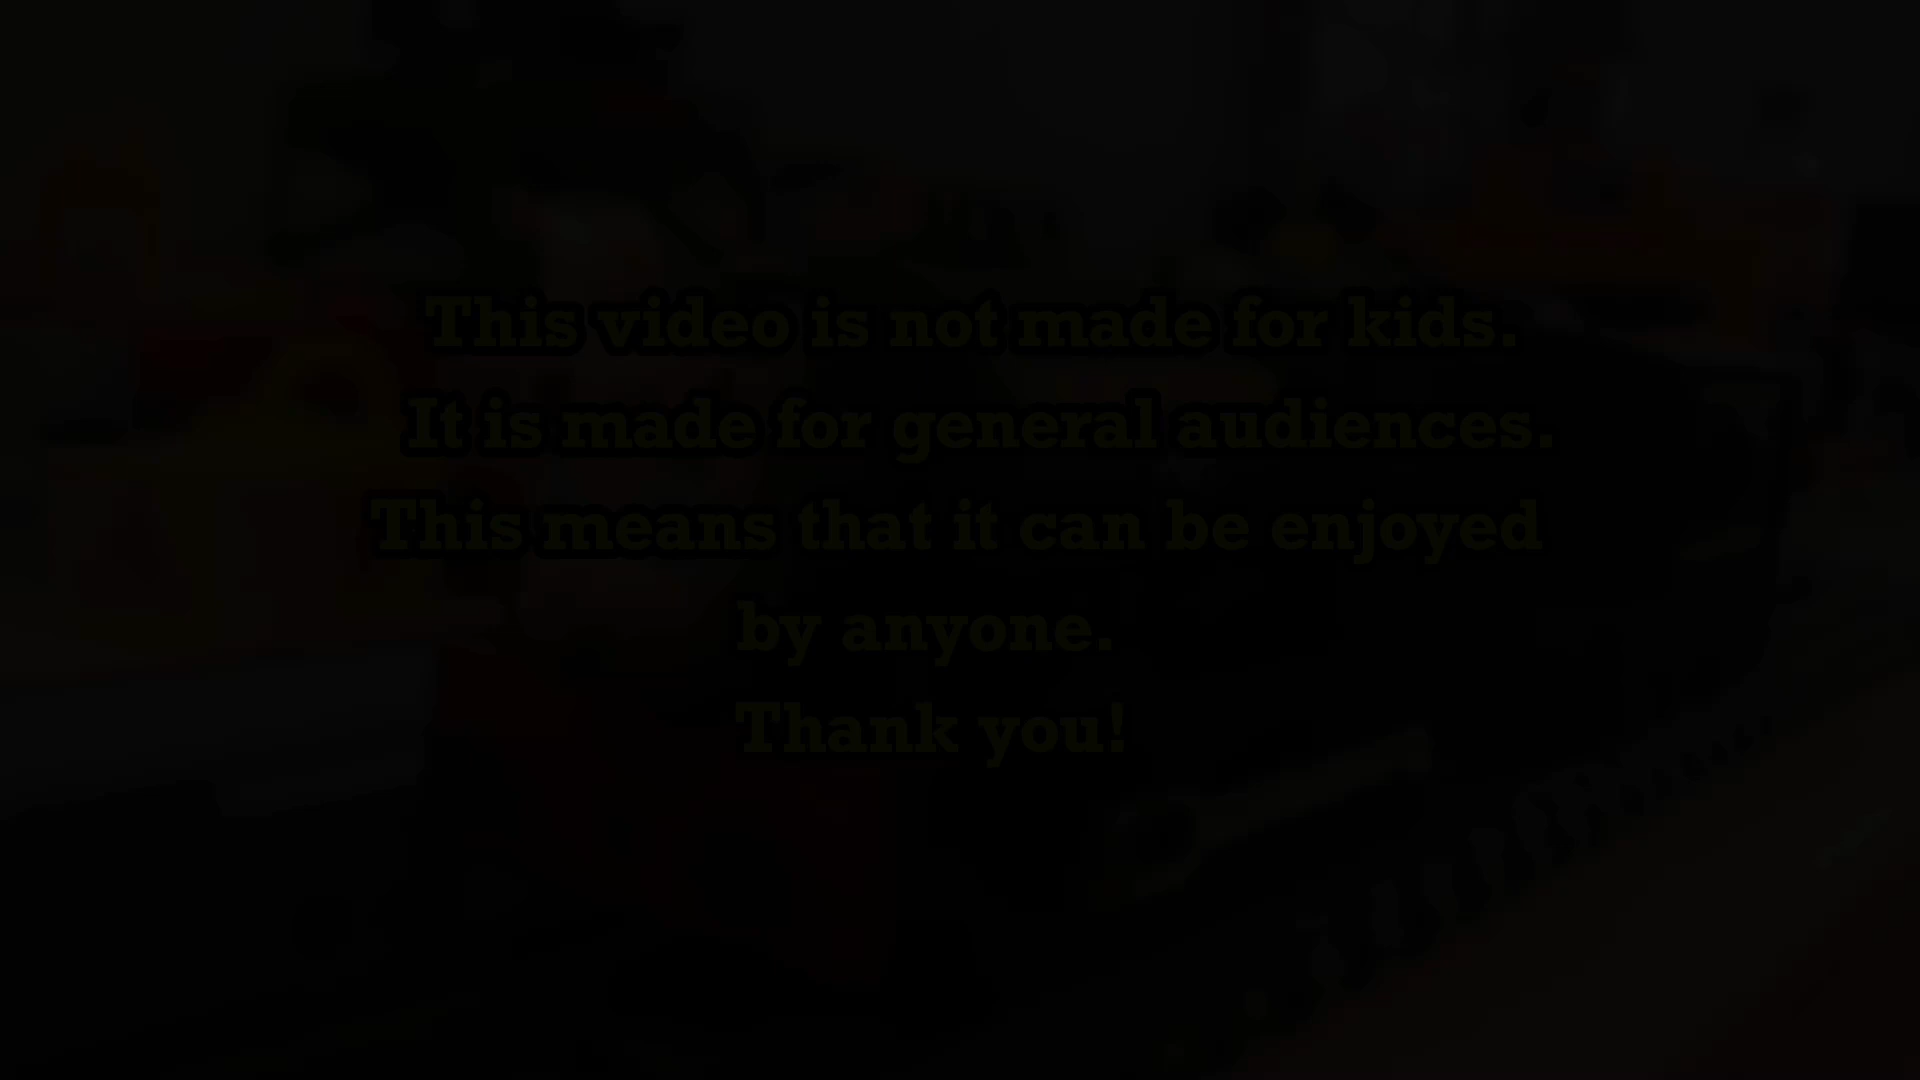 This video is not made for kids.
It is made for general audiences.
This means that it can be enjoyed
by anyone.
Thank you!